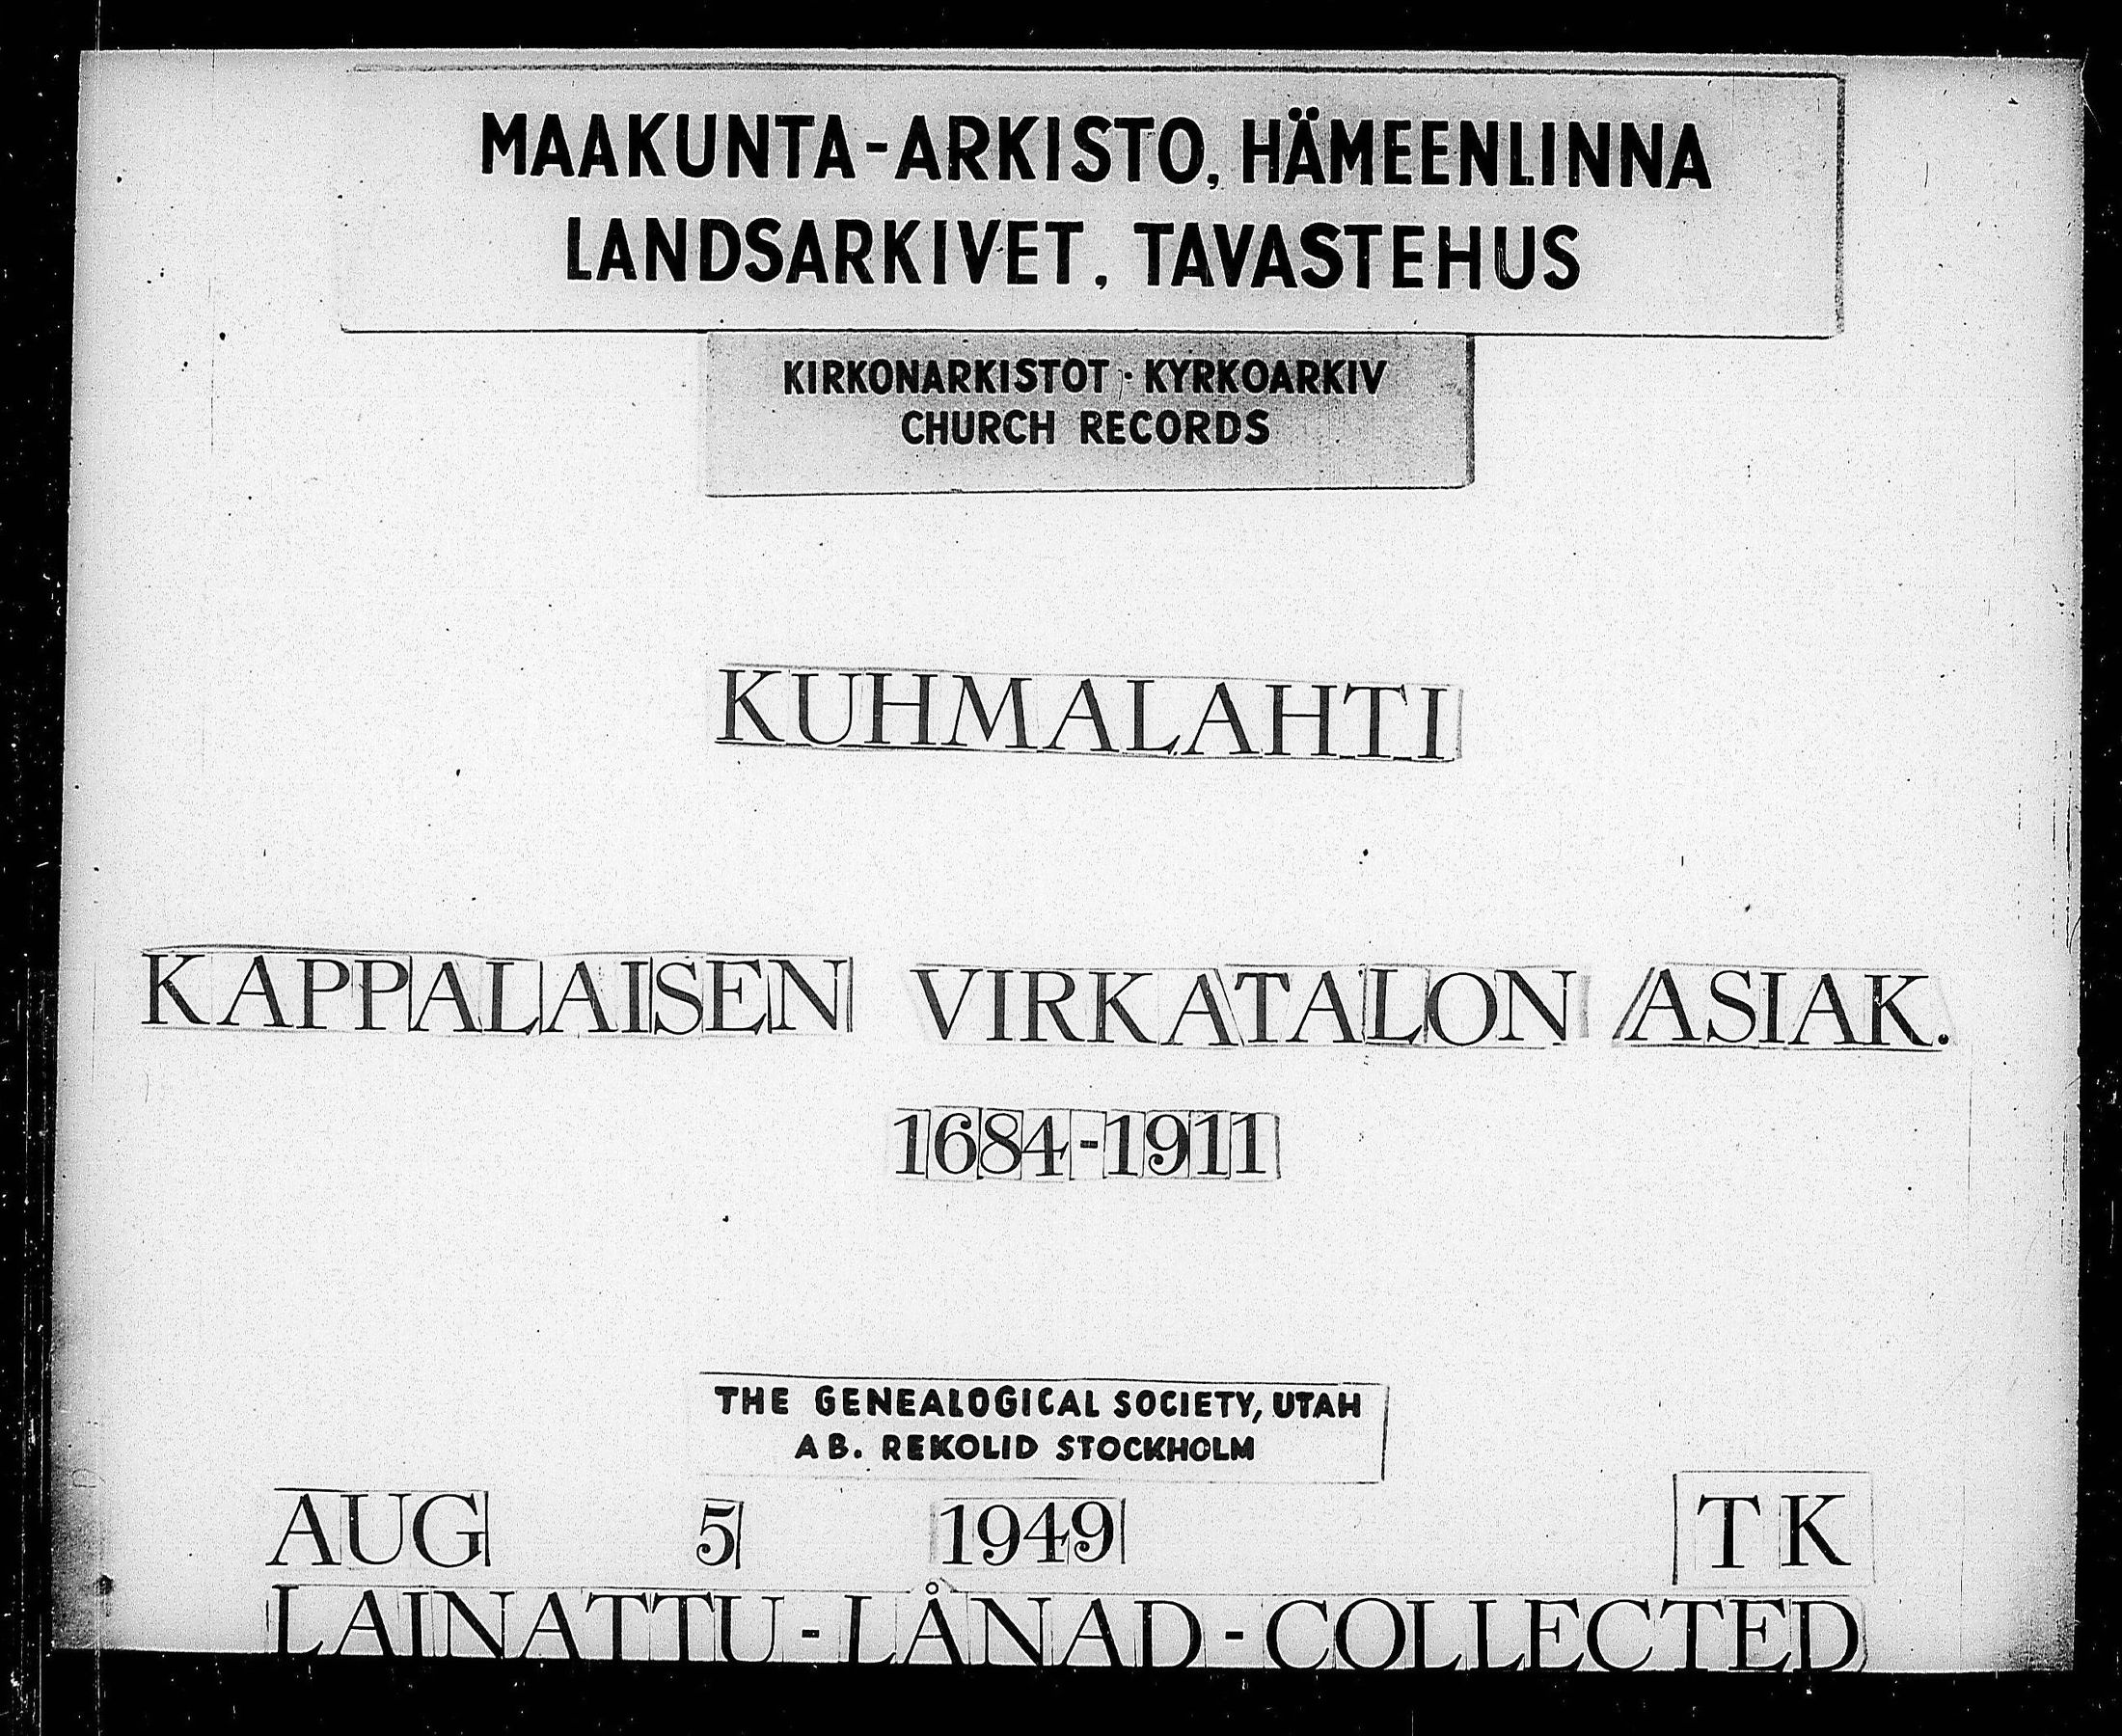 MAAKUNTA-ARKISTO, HÄMEENLINNA
LANDSARKIVET, TAVASTEHUS
KIRKONARKISTOT · KYRKOARKIV
CHURCH RECORDS
KUHMALAHTI
KAPPALAISEN VIRKATALON ASIAK.
1684-1911
THE GENEALOGICAL SOCIETY, UTAH
AB. REKOLID STOCKHOLM
AUG 5 1949 TK
LAINATTU - LÅNAD - COLLECTED